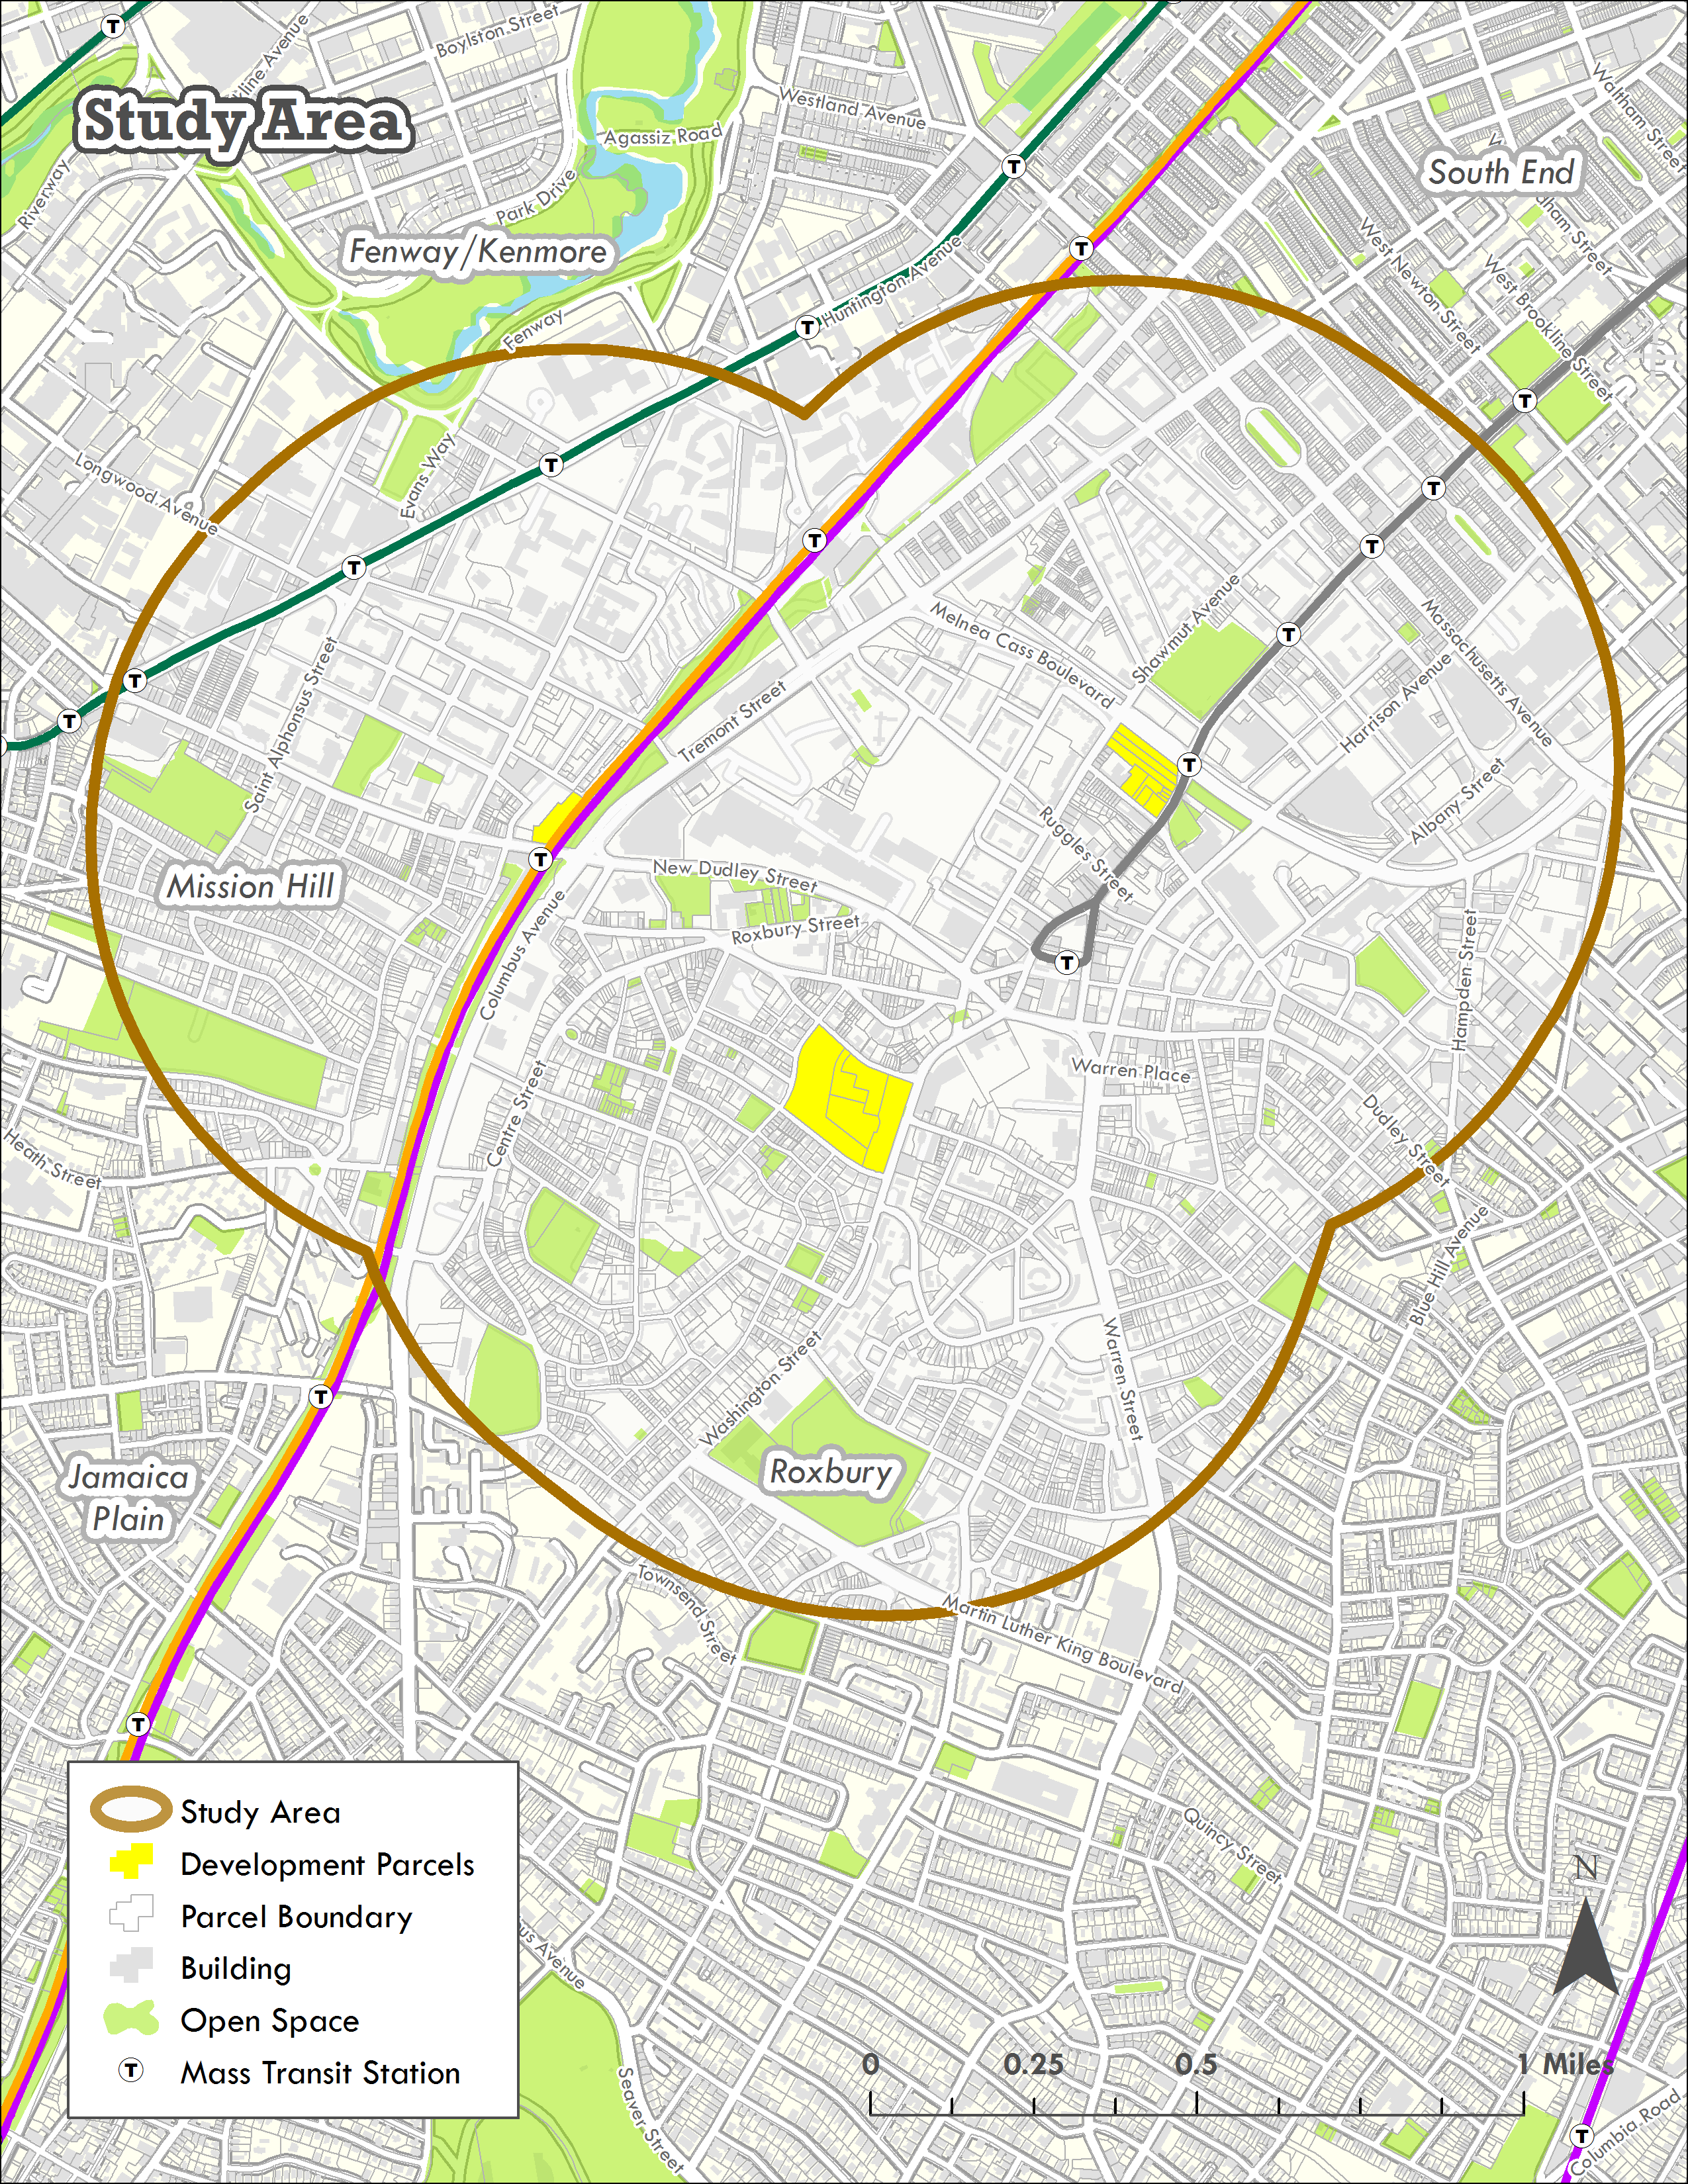 T
Boylston Street
Study Area
Westland Avenue
Waltham Street
Agassiz Road
Riverway
T
South End
Park Drive
Fenway/Kenmore
T
West Newton Street
West Brookline Street
Huntington Avenue
T
Fenway
T
Longwood Avenue
Evans Way
T
T
T
T
T
T
Melnea Cass Boulevard
Shawmut Avenue
Massachusetts Avenue
T
Saint Alphonsus Street
Harrison Avenue
T
T
Tremont Street
T
Albany Street
Ruggles Street
T
Mission Hill
New Dudley Street
Roxbury Street
Columbus Avenue
Hampden Street
T
Warren Place
Centre Street
Dudley Street
Heath Street
Blue Hill Avenue
Warren Street
Washington Street
T
Jamaica
Plain
Roxbury
Townsend Street
Martin Luther King Boulevard
T
Quincy Street
N
Study Area
Development Parcels
Parcel Boundary
Building
Open Space
T Mass Transit Station
0 0.25 0.5 1 Miles
Seaver Street
T
Columbia Road